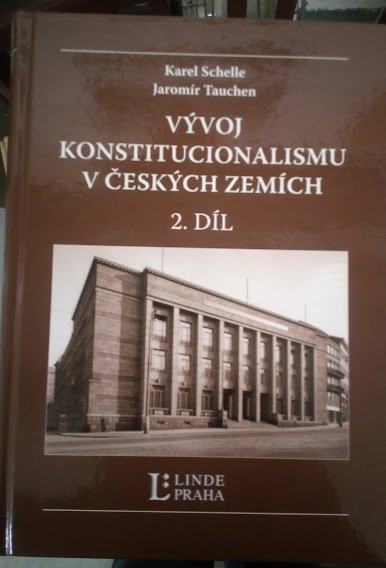 Karel Schelle
Jaromír Tauchen
VÝVOJ
KONSTITUCIONALISMU
V ČESKÝCH ZEMÍCH
2. DÍL
L:LINDE
PRAHA